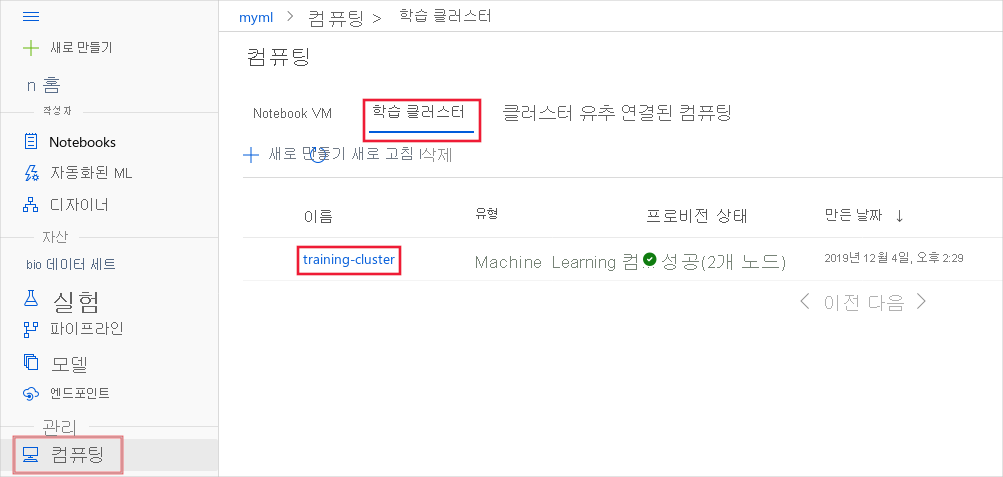 새로 만들기
n 홈
작성자
Notebooks
자동화된 ML
디자이너
자산
bio 데이터 세트
실험
파이프라인
모델
엔드포인트
관리
컴퓨팅
myml > 컴퓨팅 > 학습 클러스터
컴퓨팅
Notebook VM 학습 클러스터 클러스터 유추 연결된 컴퓨팅
새로 만들기 새로 고침 삭제
이름 유형 프로비전 상태 만든 날짜 ↓
training-cluster Machine Learning 컴... 성공(2개 노드) 2019년 12월 4일, 오후 2:29
< 이전 다음 >